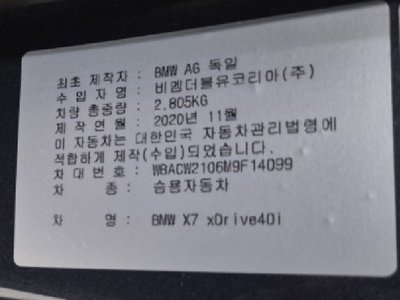 최초 제작자 : BMW AG 독일
수 입 자 명 : 비엠더블유코리아(주)
차량 총중량 : 2,805KG
제 작 연 월 : 2020년 11월
이 자동차는 대한민국 자동차관리법령에
적합하게 제작(수입)되었습니다.
차 대 번 호 : WBACW2106M9F14099
차 종 : 승용자동차
차 명 : BMW X7 xDrive40i